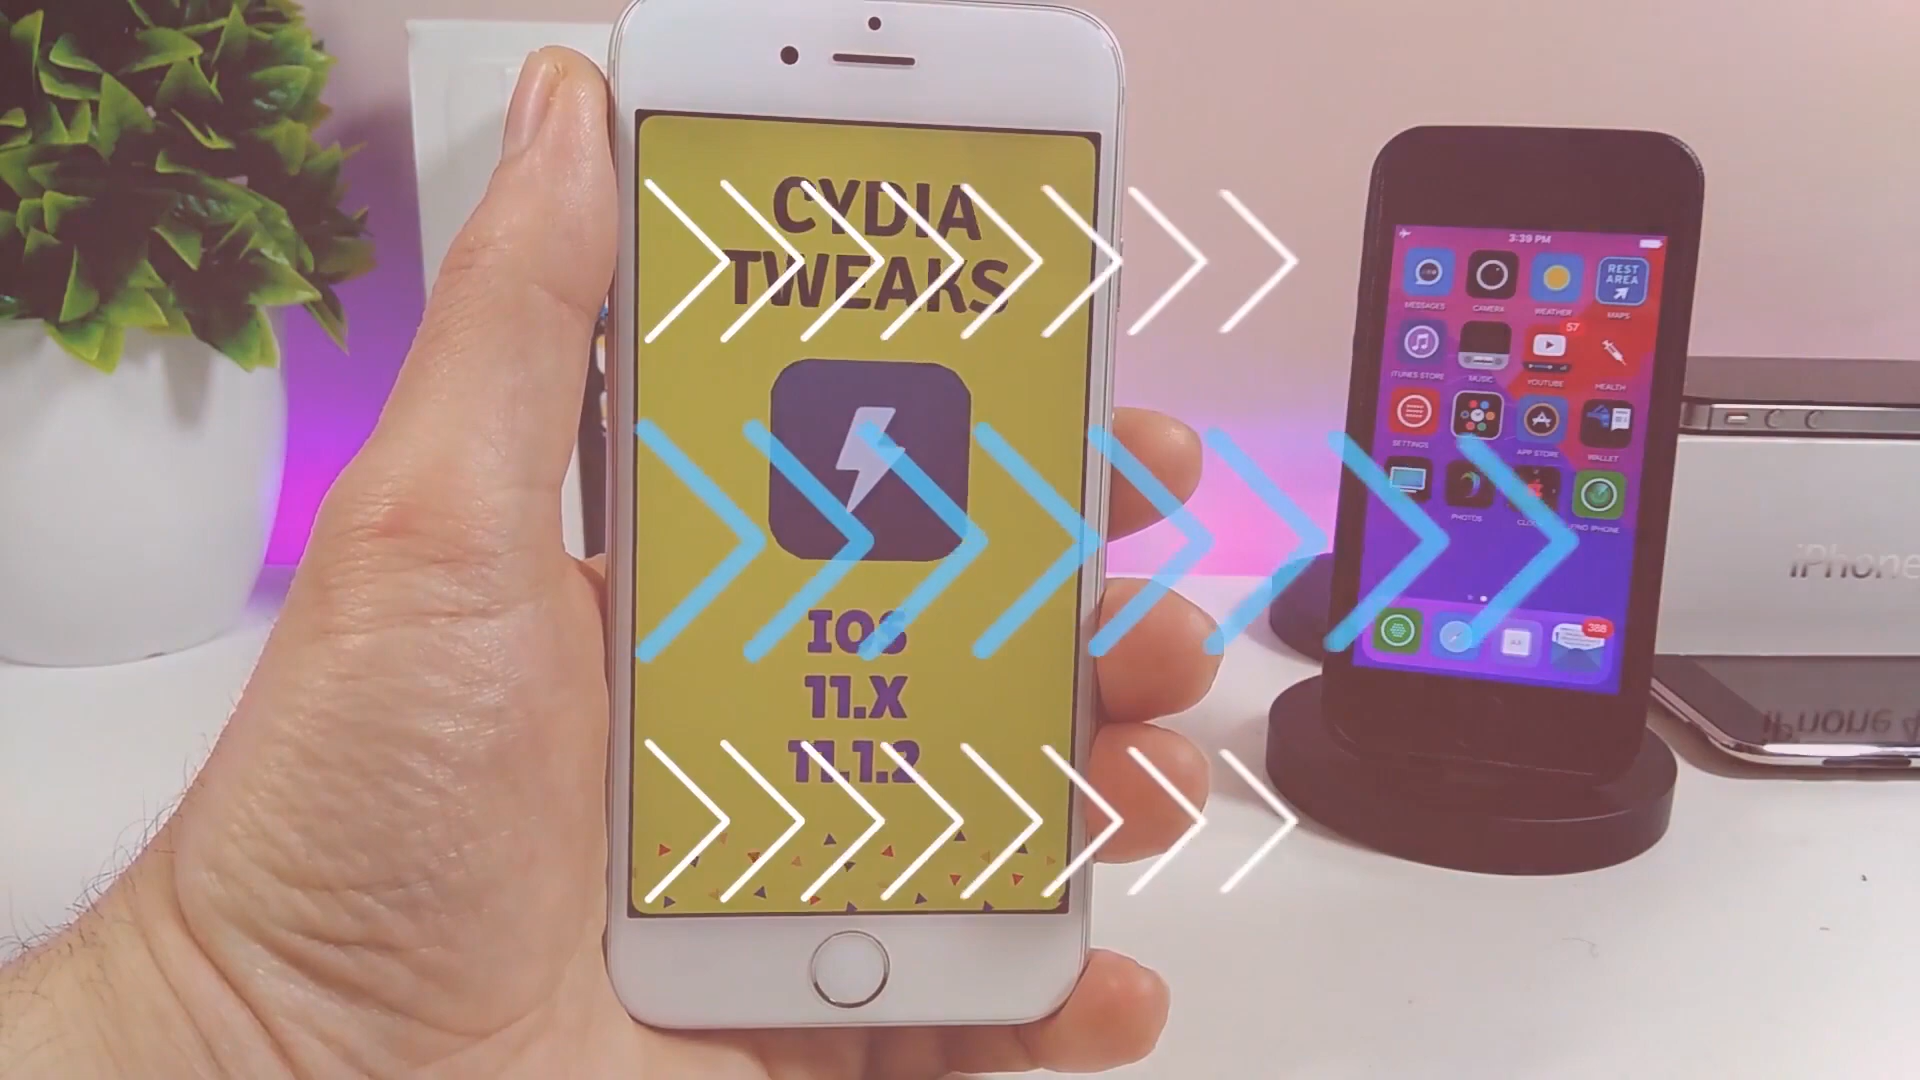 CYDIA
TWEAKS
IOS
11.X
11.1.2
3:39 PM
REST
AREA
MESSAGES
CAMERA
WEATHER
MAPS
57
ITUNES STORE
MUSIC
YOUTUBE
HEALTH
SETTINGS
APP STORE
WALLET
PHOTOS
388
iPhone
iPhone 4